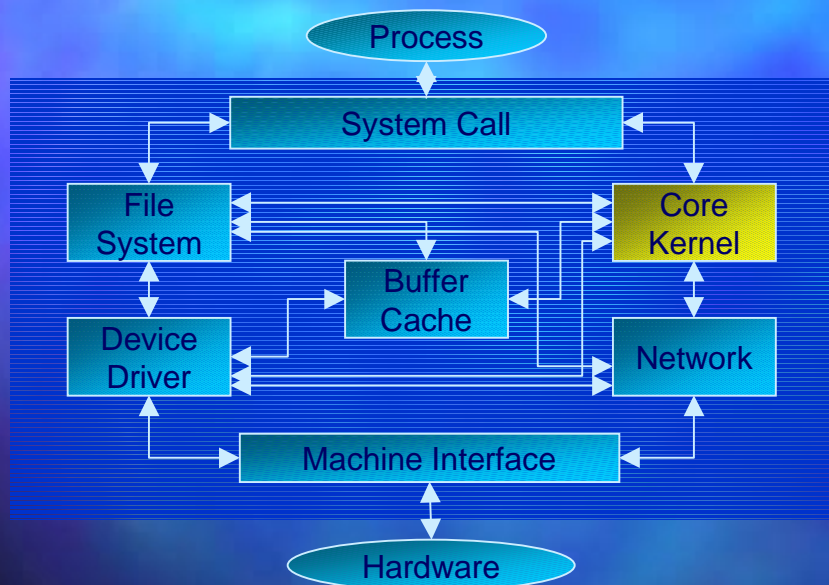 Process
System Call
File
System
Core
Kernel
Buffer
Cache
Device
Driver
Network
Machine Interface
Hardware